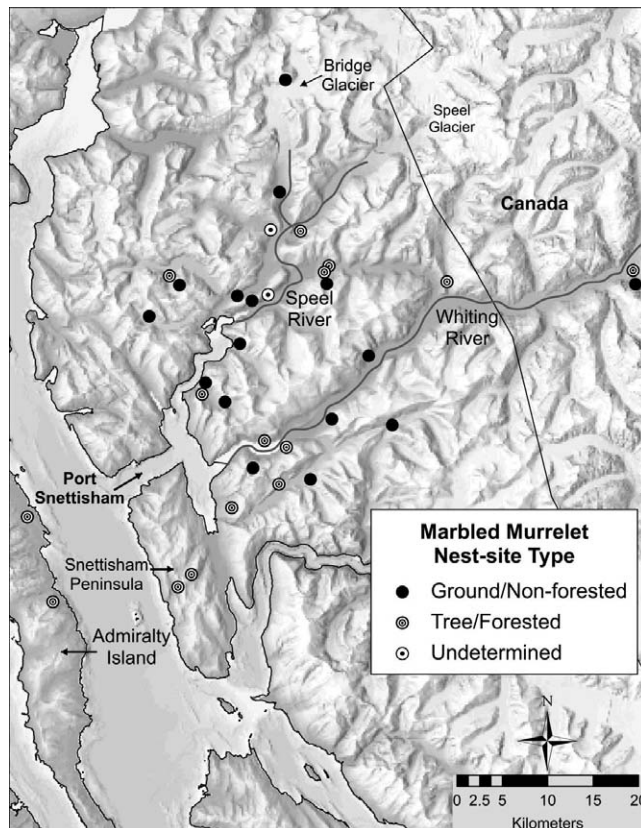 Bridge
Glacier
Speel
Glacier
Canada
Speel
River
Whiting
River
Port
Snettisham
Snettisham
Peninsula
Admiralty
Island
Marbled Murrelet
Nest-site Type
Ground/Non-forested
Tree/Forested
Undetermined
N
0 2.5 5 10 15 20
Kilometers